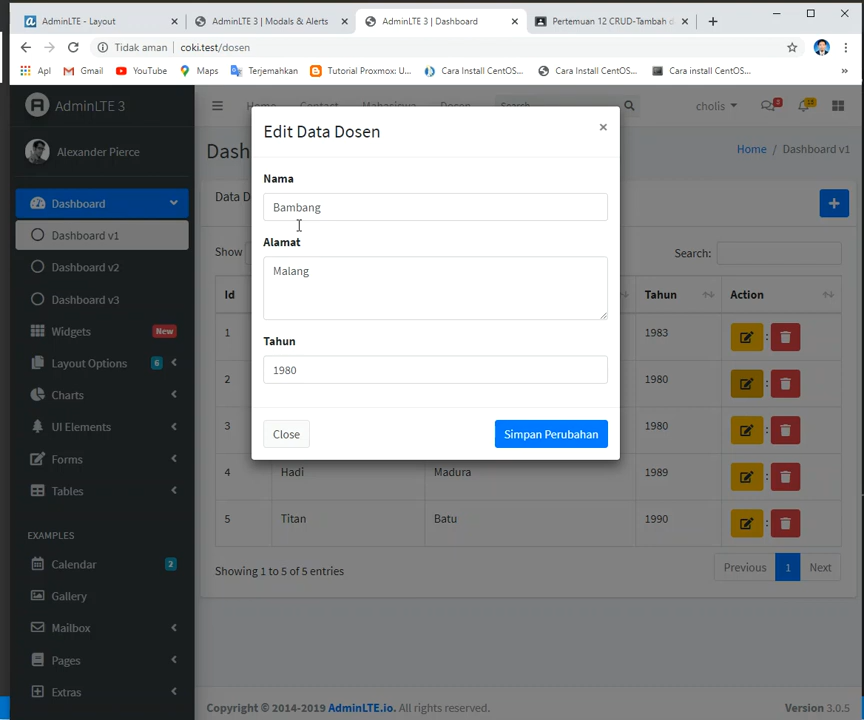 AdminLTE - Layout
AdminLTE 3 | Modals & Alerts
AdminLTE 3 | Dashboard
Pertemuan 12 CRUD-Tambah d
Tidak aman
coki.test/dosen
Apl
Gmail
YouTube
Maps
Terjemahkan
Tutorial Proxmox: U...
Cara Install CentOS...
Cara Install CentOS...
Cara install CentOS...
AdminLTE 3
Home
Contact
Mahasiswa
Dosen
Search
cholis
3
15
Alexander Pierce
Dash
Home / Dashboard v1
Dashboard
Dashboard v1
Dashboard v2
Dashboard v3
Widgets
New
Layout Options
6
Charts
UI Elements
Forms
Tables
EXAMPLES
Calendar
2
Gallery
Mailbox
Pages
Extras
Data D
Show
Search:
Id
Tahun
Action
1
1983
:
2
1980
:
3
1980
:
4
Hadi
Madura
1989
:
5
Titan
Batu
1990
:
Showing 1 to 5 of 5 entries
Previous
1
Next
Edit Data Dosen
×
Nama
Bambang
Alamat
Malang
Tahun
1980
Close
Simpan Perubahan
Copyright © 2014-2019 AdminLTE.io. All rights reserved.
Version 3.0.5